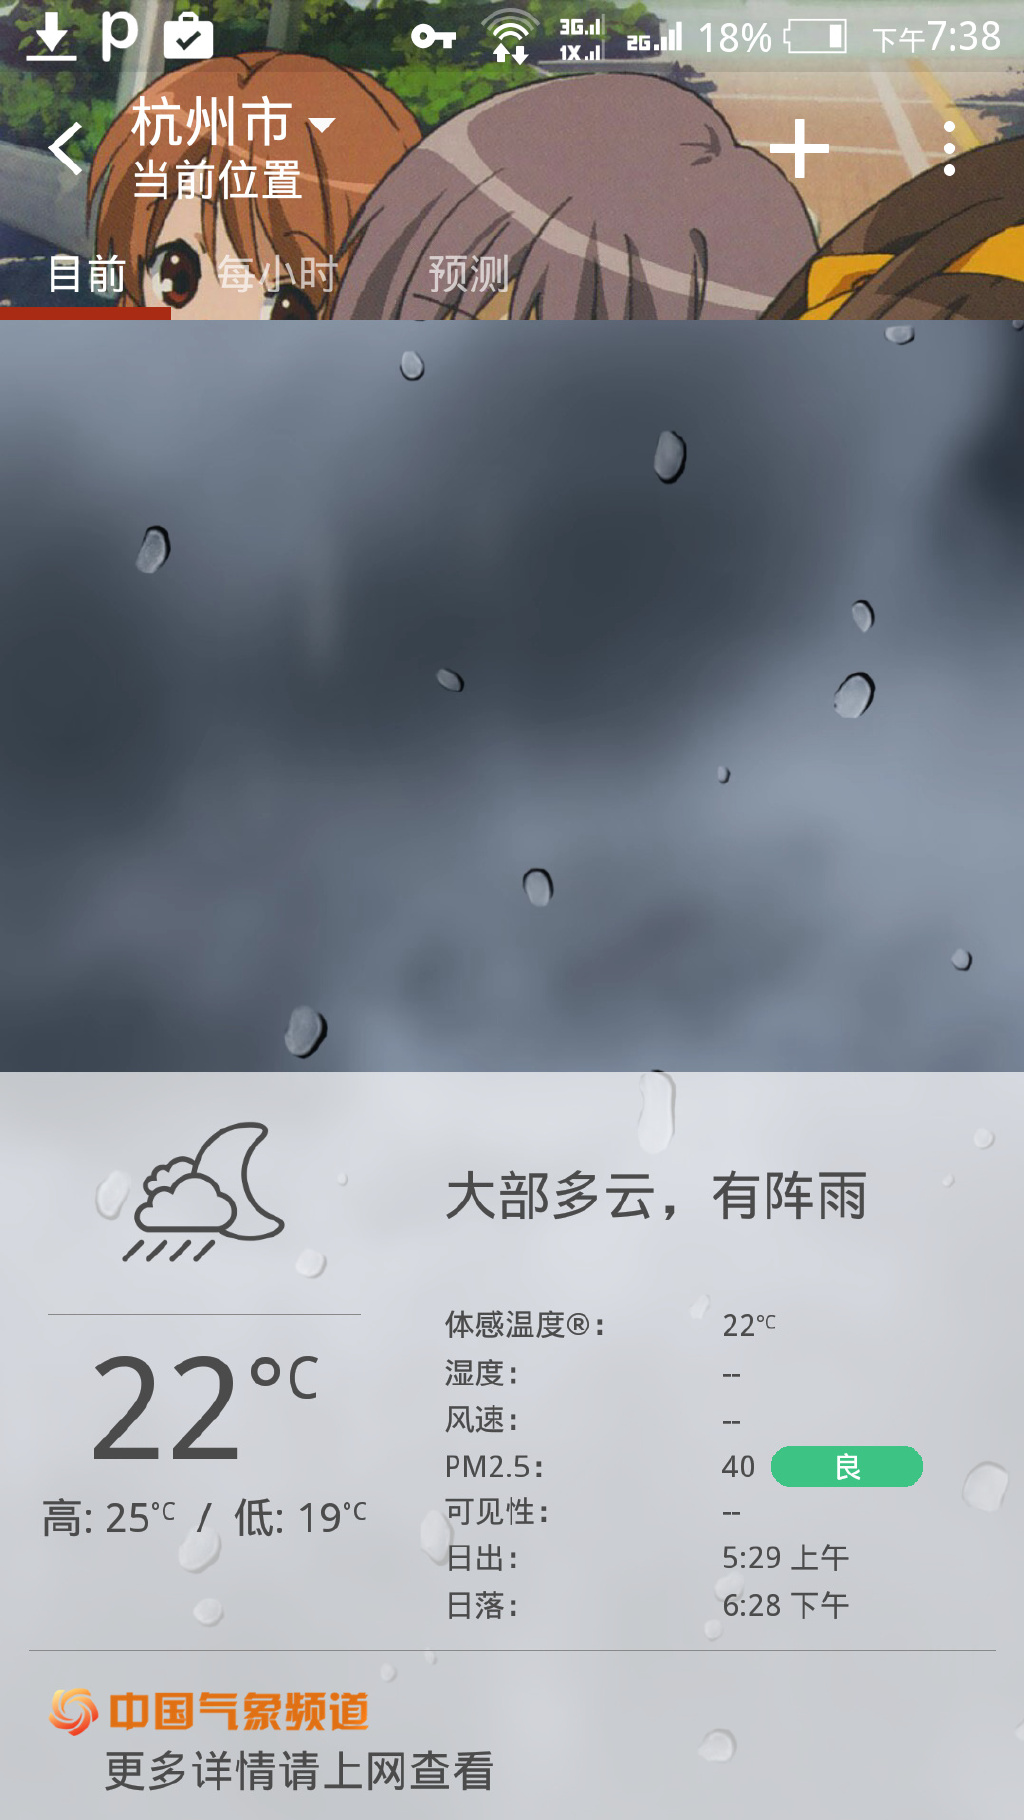 p 3G 1X 2G 18% 下午7:38
杭州市
当前位置
目前 每小时 预测
大部多云，有阵雨
体感温度®: 22°C
22°C
湿度: --
风速: --
PM2.5: 40 良
高: 25°C / 低: 19°C
可见性: --
日出: 5:29 上午
日落: 6:28 下午
中国气象频道
更多详情请上网查看